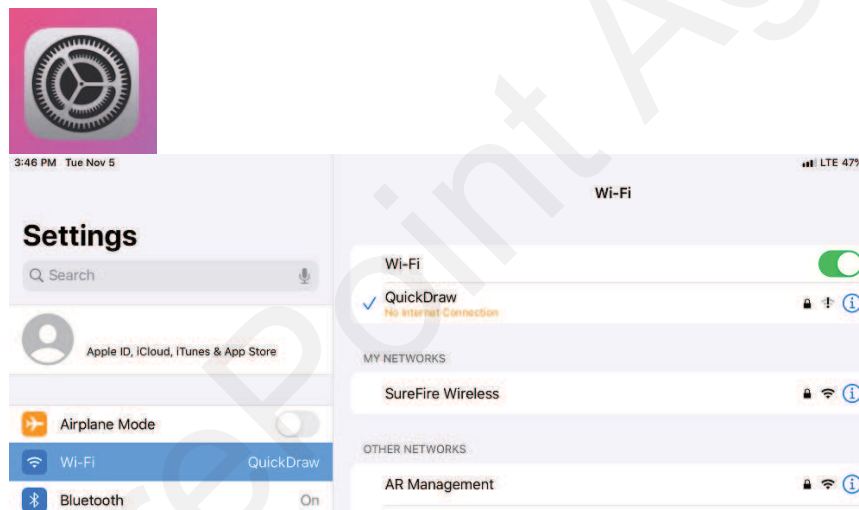 3:46 PM Tue Nov 5
LTE 47%
Wi-Fi
Settings
Search
Wi-Fi
QuickDraw
No Internet Connection
Apple ID, iCloud, iTunes & App Store
MY NETWORKS
SureFire Wireless
Airplane Mode
OTHER NETWORKS
Wi-Fi QuickDraw
AR Management
Bluetooth On